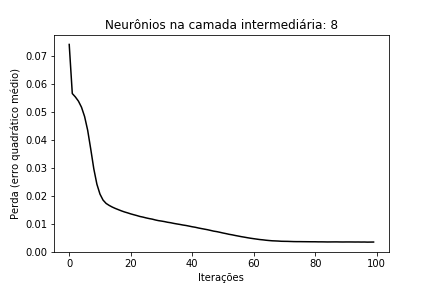 Neurônios na camada intermediária: 8
Perda (erro quadrático médio)
0.07
0.06
0.05
0.04
0.03
0.02
0.01
0.00
0 20 40 60 80 100
Iterações